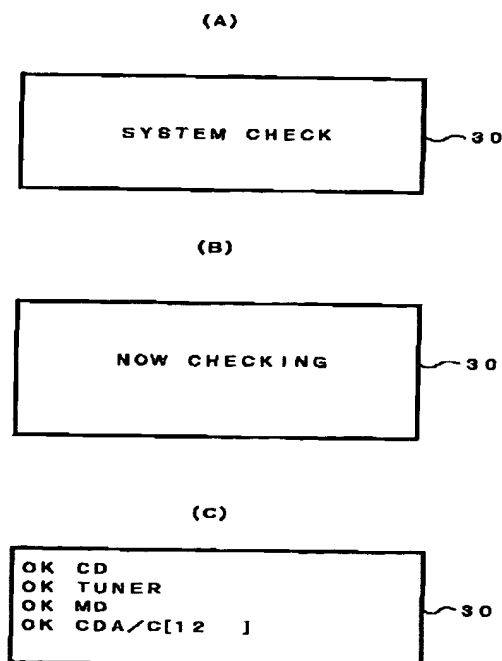 (A)
SYSTEM CHECK
30
(B)
NOW CHECKING
30
(C)
OK CD
OK TUNER
OK MD
OK CDA/C[12 ]
30